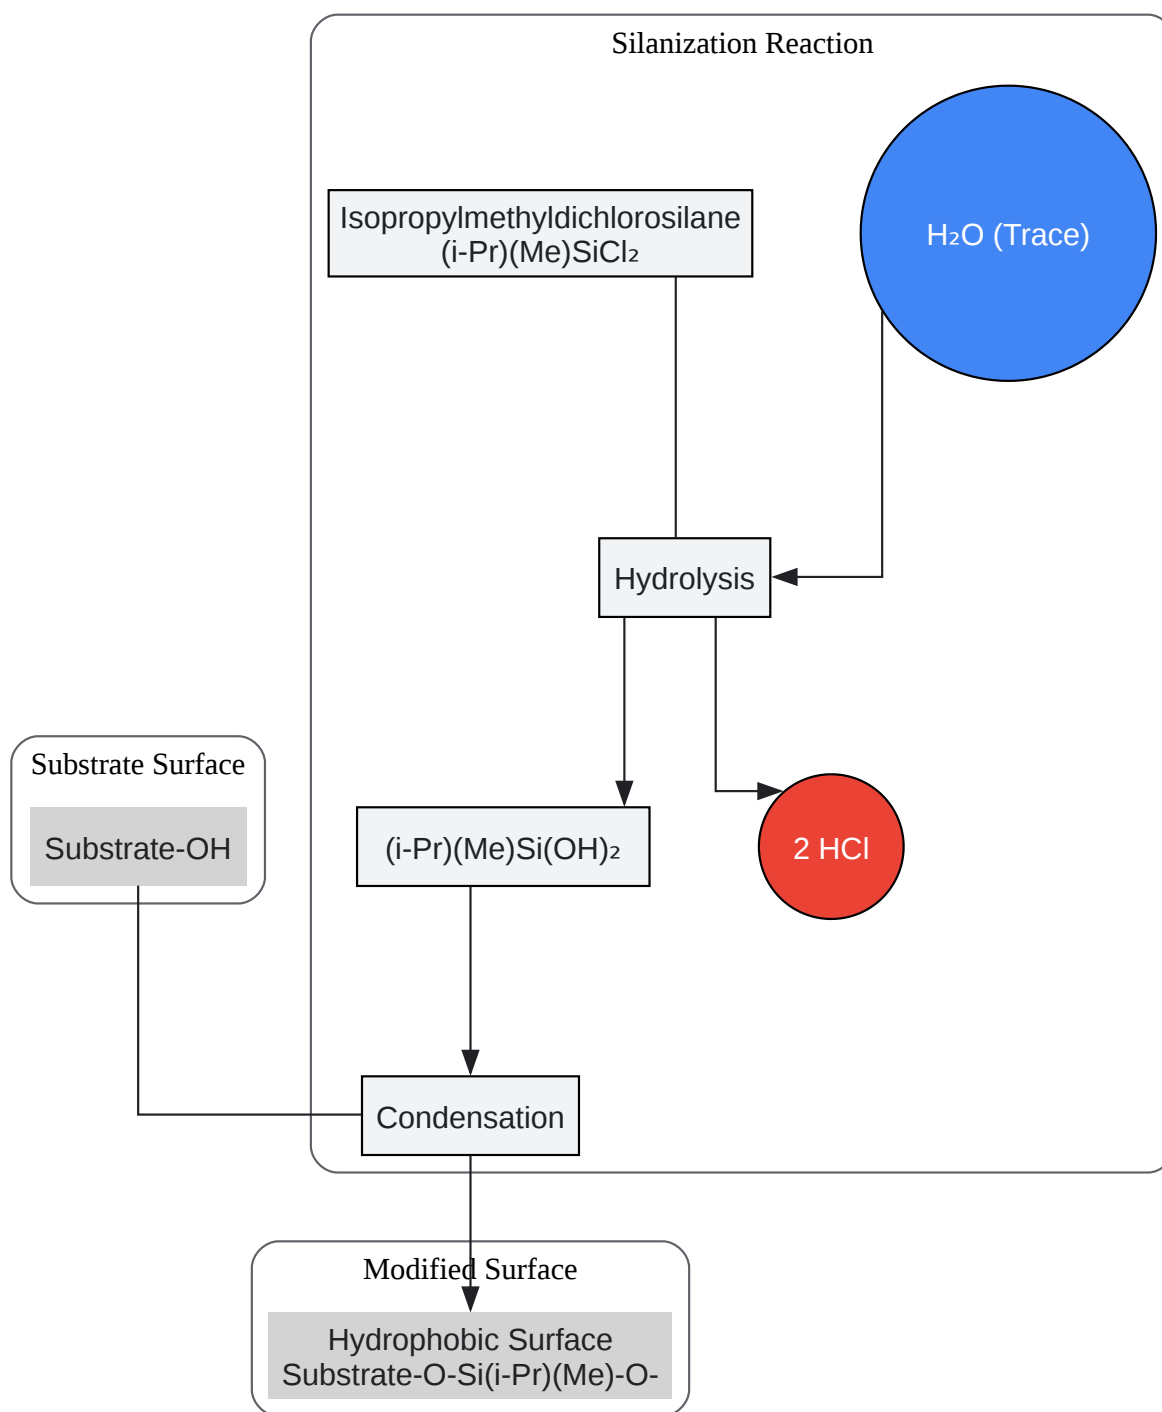 Silanization Reaction
Isopropylmethyldichlorosilane
(i-Pr)(Me)SiCl₂
H₂O (Trace)
Hydrolysis
Substrate Surface
Substrate-OH
(i-Pr)(Me)Si(OH)₂
2 HCl
Condensation
Modified Surface
Hydrophobic Surface
Substrate-O-Si(i-Pr)(Me)-O-